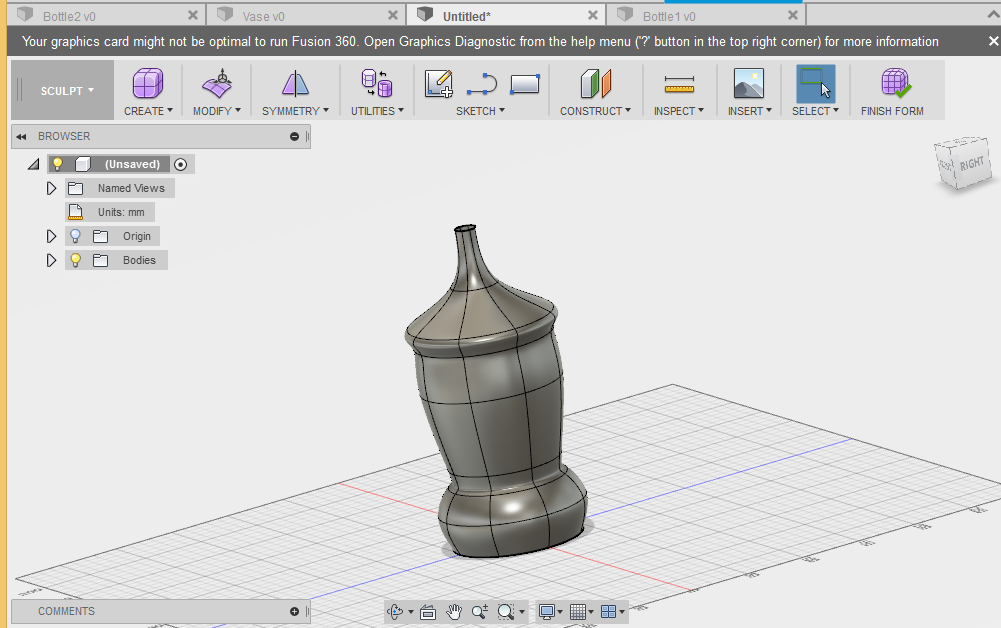 Bottle2 v0
Vase v0
Untitled*
Bottle1 v0
Your graphics card might not be optimal to run Fusion 360. Open Graphics Diagnostic from the help menu ('?' button in the top right corner) for more information
SCULPT
CREATE
MODIFY
SYMMETRY
UTILITIES
SKETCH
CONSTRUCT
INSPECT
INSERT
SELECT
FINISH FORM
BROWSER
(Unsaved)
Named Views
Units: mm
Origin
Bodies
RIGHT
COMMENTS